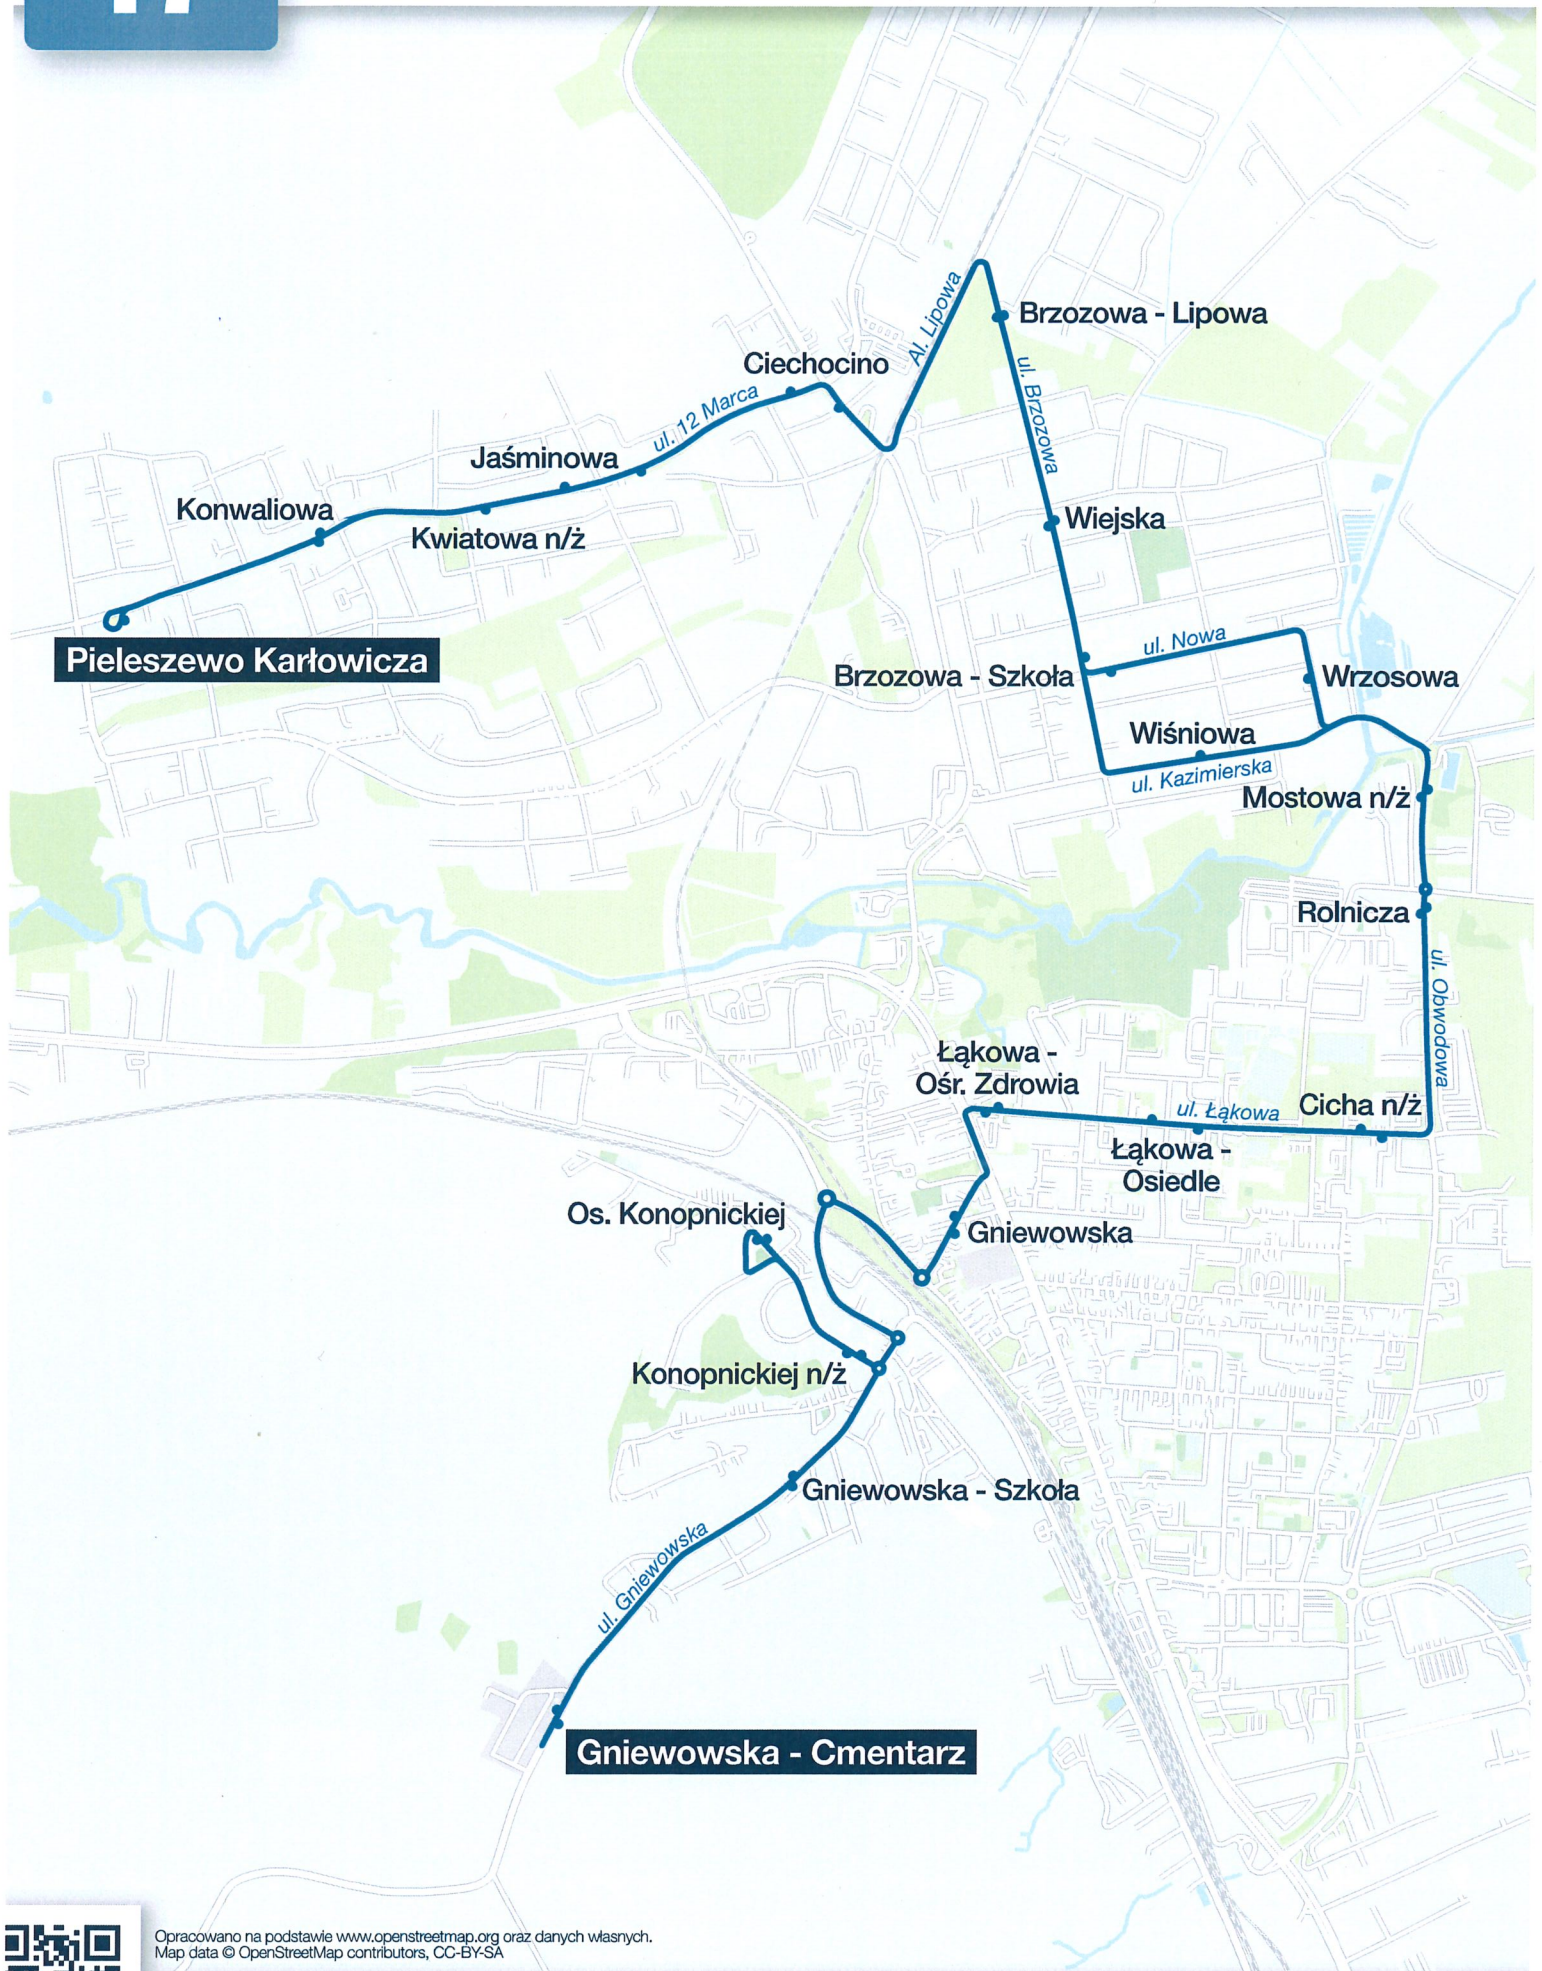 Al. Lipowa
Brzozowa - Lipowa
Ciechocino
ul. Brzozowa
ul. 12 Marca
Jaśminowa
Konwaliowa
Kwiatowa n/ż
Wiejska
Pieleszewo Karłowicza
ul. Nowa
Brzozowa - Szkoła
Wrzosowa
Wiśniowa
ul. Kazimierska
Mostowa n/ż
Rolnicza
ul. Obwodowa
Łąkowa -
Ośr. Zdrowia
ul. Łąkowa
Cicha n/ż
Łąkowa -
Osiedle
Os. Konopnickiej
Gniewowska
Konopnickiej n/ż
Gniewowska - Szkoła
ul. Gniewowska
Gniewowska - Cmentarz
Opracowano na podstawie www.openstreetmap.org oraz danych własnych.
Map data © OpenStreetMap contributors, CC-BY-SA